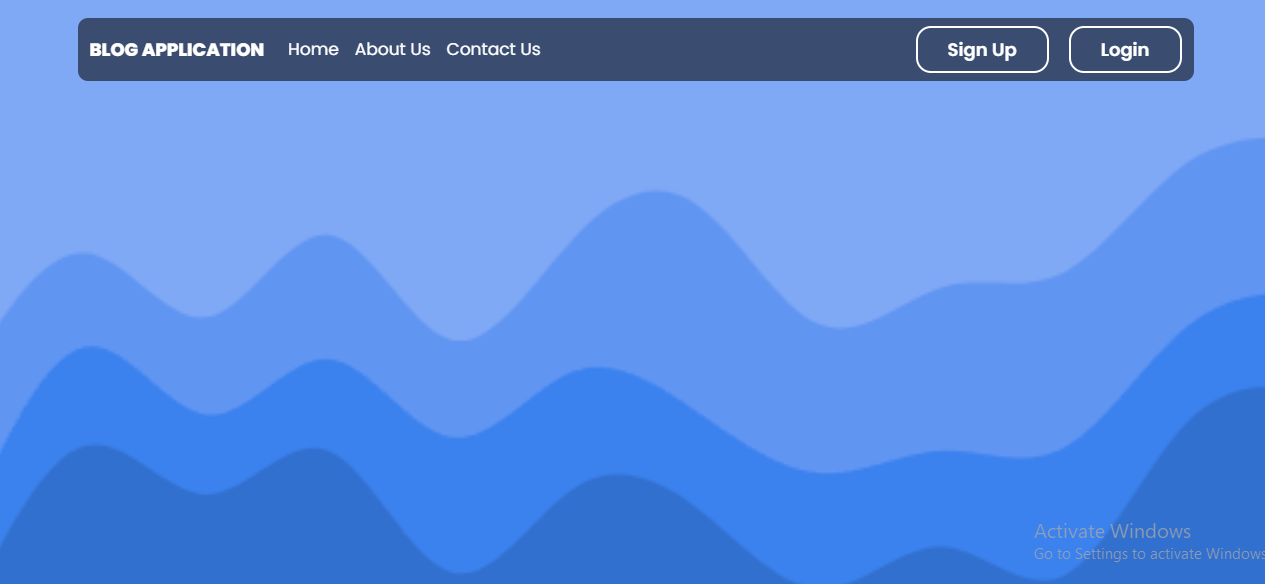 BLOG APPLICATION Home About Us Contact Us Sign Up Login
Activate Windows
Go to Settings to activate Windows